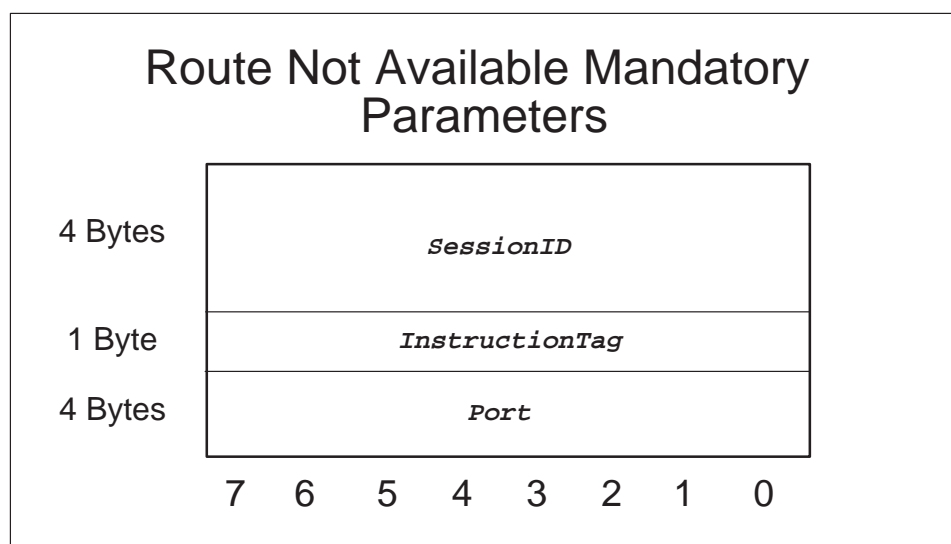 Route Not Available Mandatory
Parameters
4 Bytes
SessionID
1 Byte
InstructionTag
4 Bytes
Port
7 6 5 4 3 2 1 0